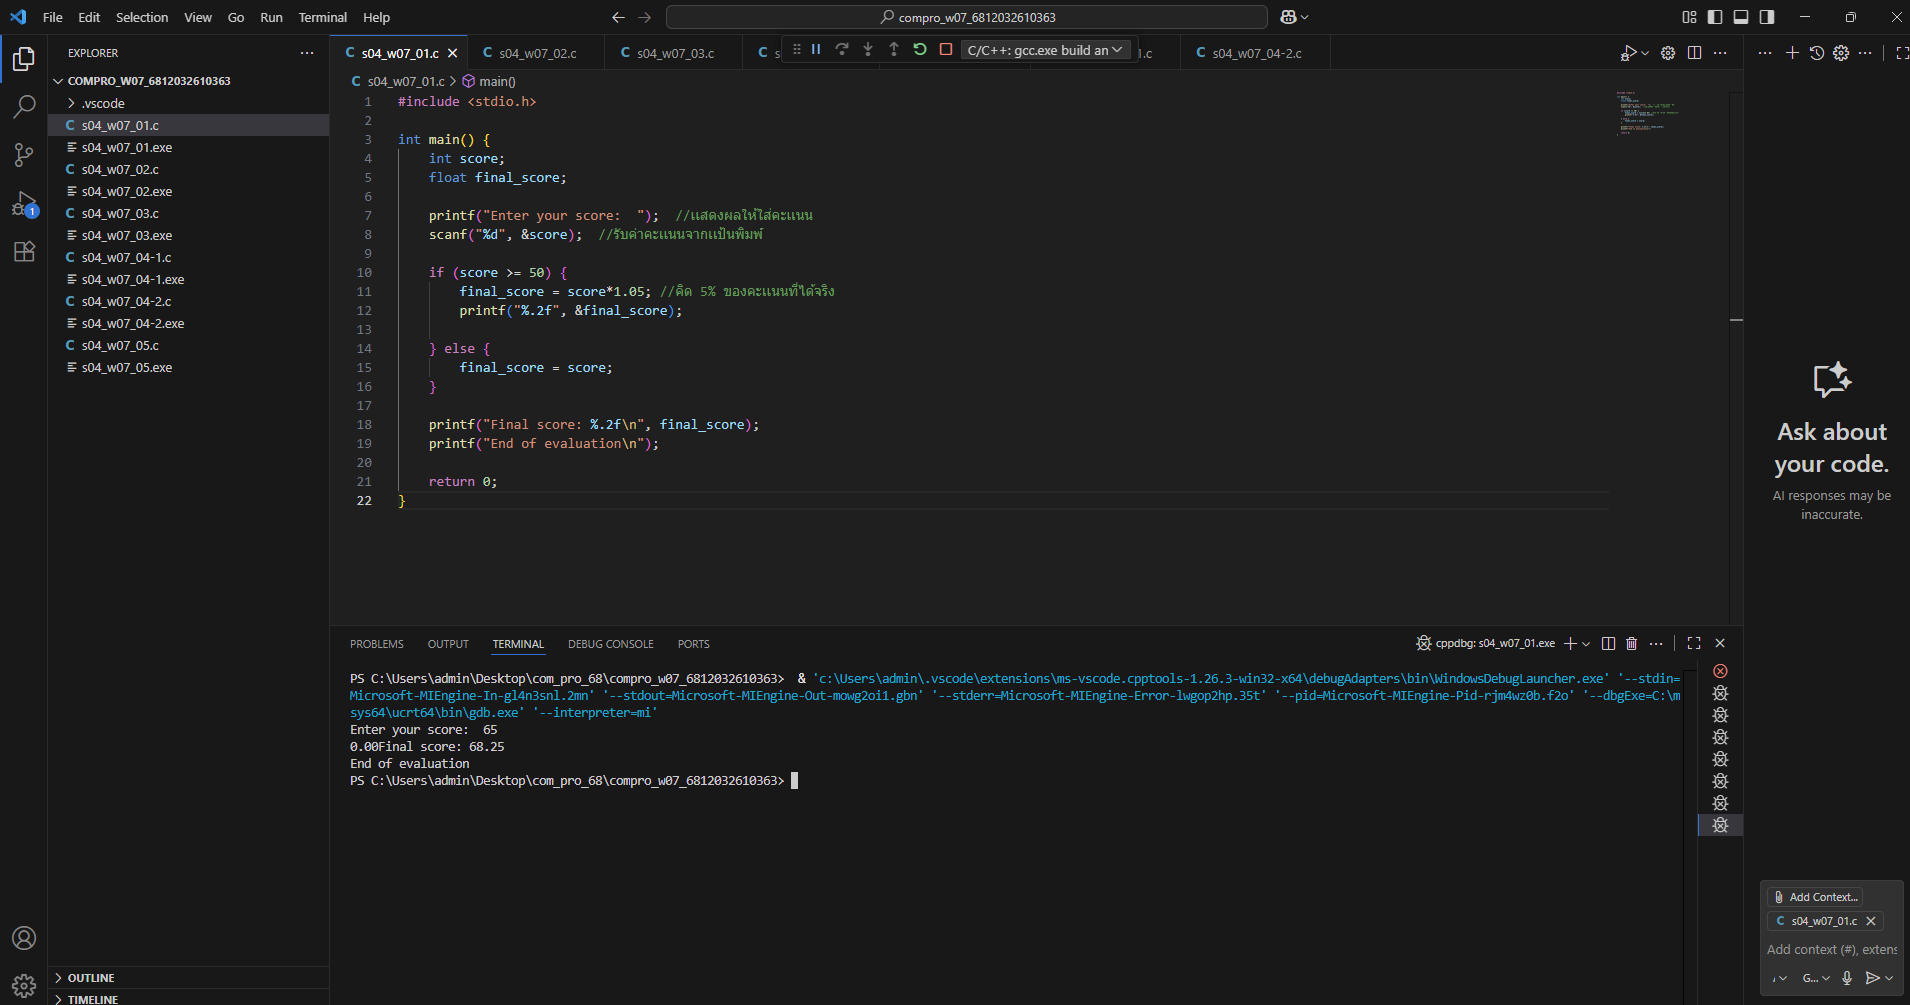 File Edit Selection View Go Run Terminal Help
compro_w07_6812032610363
EXPLORER
COMPRO_W07_6812032610363
.vscode
C s04_w07_01.c
s04_w07_01.exe
C s04_w07_02.c
s04_w07_02.exe
C s04_w07_03.c
s04_w07_03.exe
C s04_w07_04-1.c
s04_w07_04-1.exe
C s04_w07_04-2.c
s04_w07_04-2.exe
C s04_w07_05.c
s04_w07_05.exe
OUTLINE
TIMELINE
1
C s04_w07_01.c C s04_w07_02.c C s04_w07_03.c C s C/C++: gcc.exe build an 1.c C s04_w07_04-2.c
C s04_w07_01.c > main()
1 #include <stdio.h>
2
3 int main() {
4 int score;
5 float final_score;
6
7 printf("Enter your score:  ");  //แสดงผลให้ใส่คะแนน
8 scanf("%d", &score);  //รับค่าคะแนนจากแป้นพิมพ์
9
10 if (score >= 50) {
11 final_score = score*1.05; //คิด 5% ของคะแนนที่ได้จริง
12 printf("%.2f", &final_score);
13
14 } else {
15 final_score = score;
16 }
17
18 printf("Final score: %.2f\n", final_score);
19 printf("End of evaluation\n");
20
21 return 0;
22 }
PROBLEMS OUTPUT TERMINAL DEBUG CONSOLE PORTS
cppdbg: s04_w07_01.exe
PS C:\Users\admin\Desktop\com_pro_68\compro_w07_6812032610363>  & 'c:\Users\admin\.vscode\extensions\ms-vscode.cpptools-1.26.3-win32-x64\debugAdapters\bin\WindowsDebugLauncher.exe' '--stdin=
Microsoft-MIEngine-In-gl4n3snl.2mn' '--stdout=Microsoft-MIEngine-Out-mowg2oi1.gbn' '--stderr=Microsoft-MIEngine-Error-lwgop2hp.35t' '--pid=Microsoft-MIEngine-Pid-rjm4wz0b.f2o' '--dbgExe=C:\m
sys64\ucrt64\bin\gdb.exe' '--interpreter=mi'
Enter your score:  65
0.00Final score: 68.25
End of evaluation
PS C:\Users\admin\Desktop\com_pro_68\compro_w07_6812032610363>
Ask about
your code.
AI responses may be
inaccurate.
Add Context...
C s04_w07_01.c
Add context (#), extens
G...